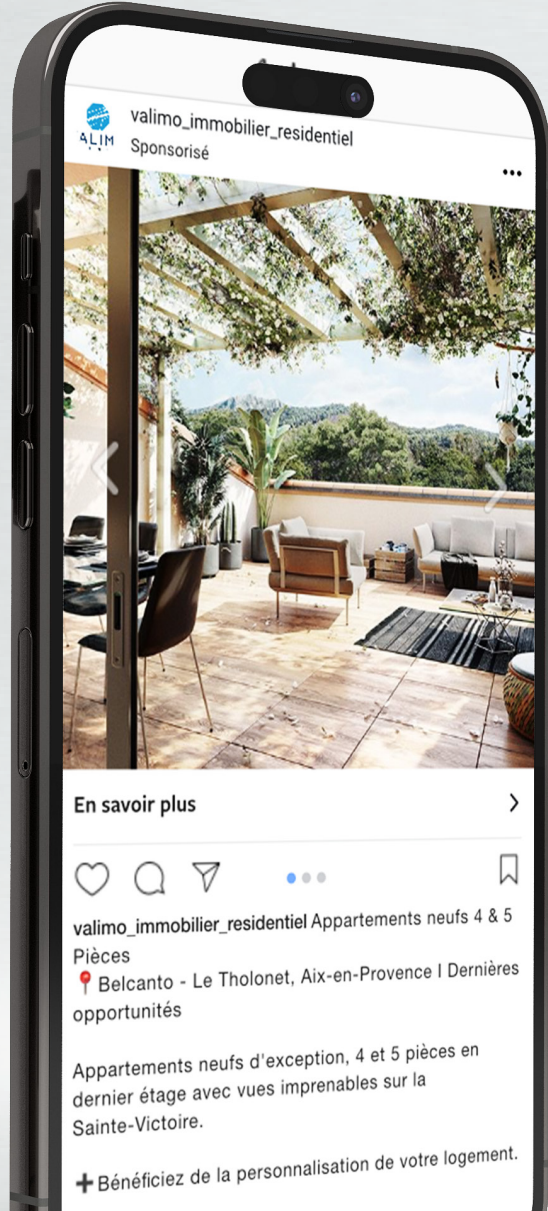 ALIM
valimo_immobilier_residentiel
Sponsorisé
En savoir plus
valimo_immobilier_residentiel Appartements neufs 4 & 5
Pièces
📍 Belcanto - Le Tholonet, Aix-en-Provence I Dernières
opportunités
Appartements neufs d'exception, 4 et 5 pièces en
dernier étage avec vues imprenables sur la
Sainte-Victoire.
➕Bénéficiez de la personnalisation de votre logement.